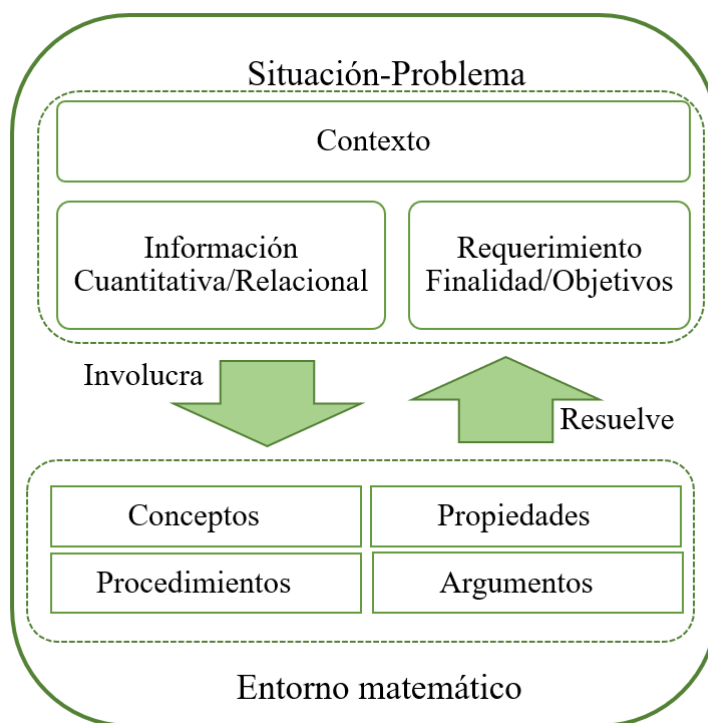 Situación-Problema
Contexto
Información
Cuantitativa/Relacional
Requerimiento
Finalidad/Objetivos
Involucra
Resuelve
Conceptos
Propiedades
Procedimientos
Argumentos
Entorno matemático